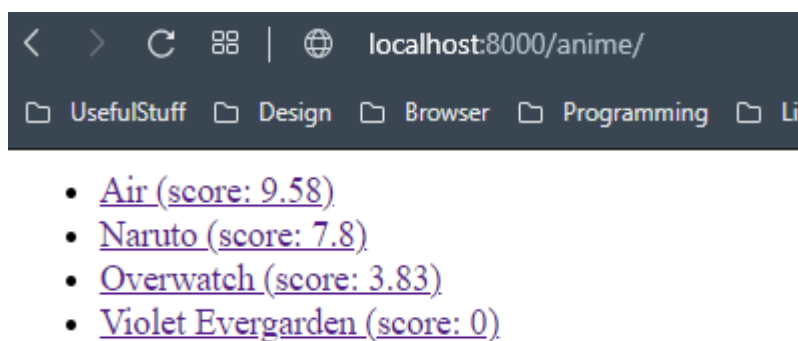 localhost:8000/anime/
UsefulStuff Design Browser Programming Li
Air (score: 9.58)
Naruto (score: 7.8)
Overwatch (score: 3.83)
Violet Evergarden (score: 0)